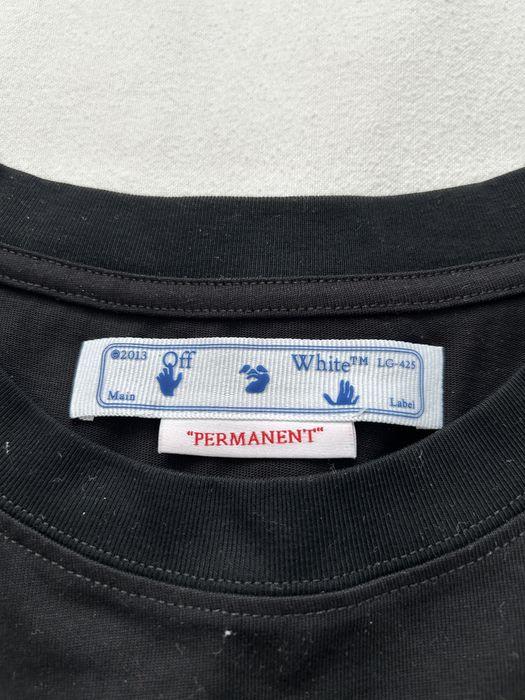 ©2013 Off White™ LG-425
Main Label
"PERMANENT"